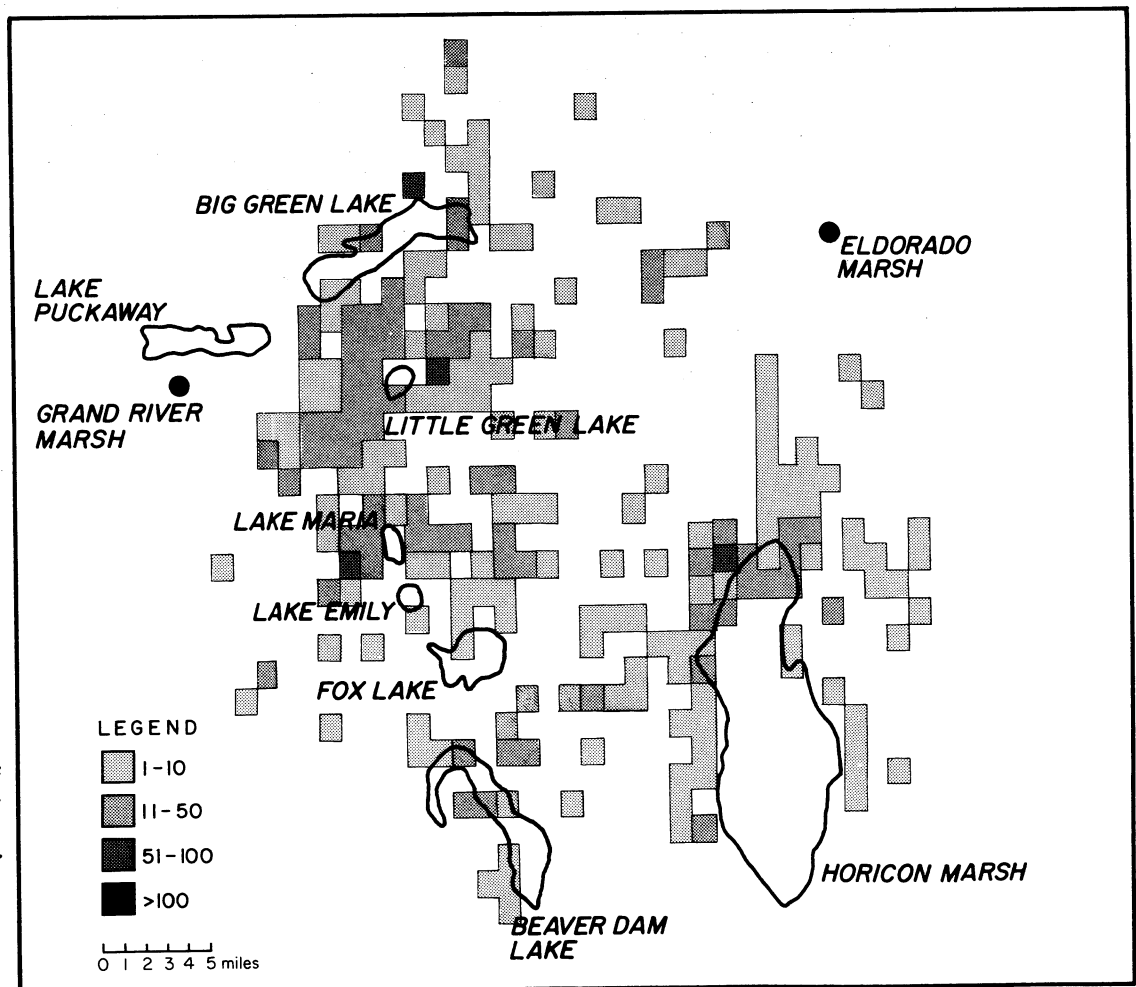 BIG GREEN LAKE
ELDORADO
MARSH
LAKE
PUCKAWAY
GRAND RIVER
MARSH
LITTLE GREEN LAKE
LAKE MARIA
LAKE EMILY
FOX LAKE
LEGEND
1-10
11-50
51-100
>100
0 1 2 3 4 5 miles
HORICON MARSH
BEAVER DAM
LAKE